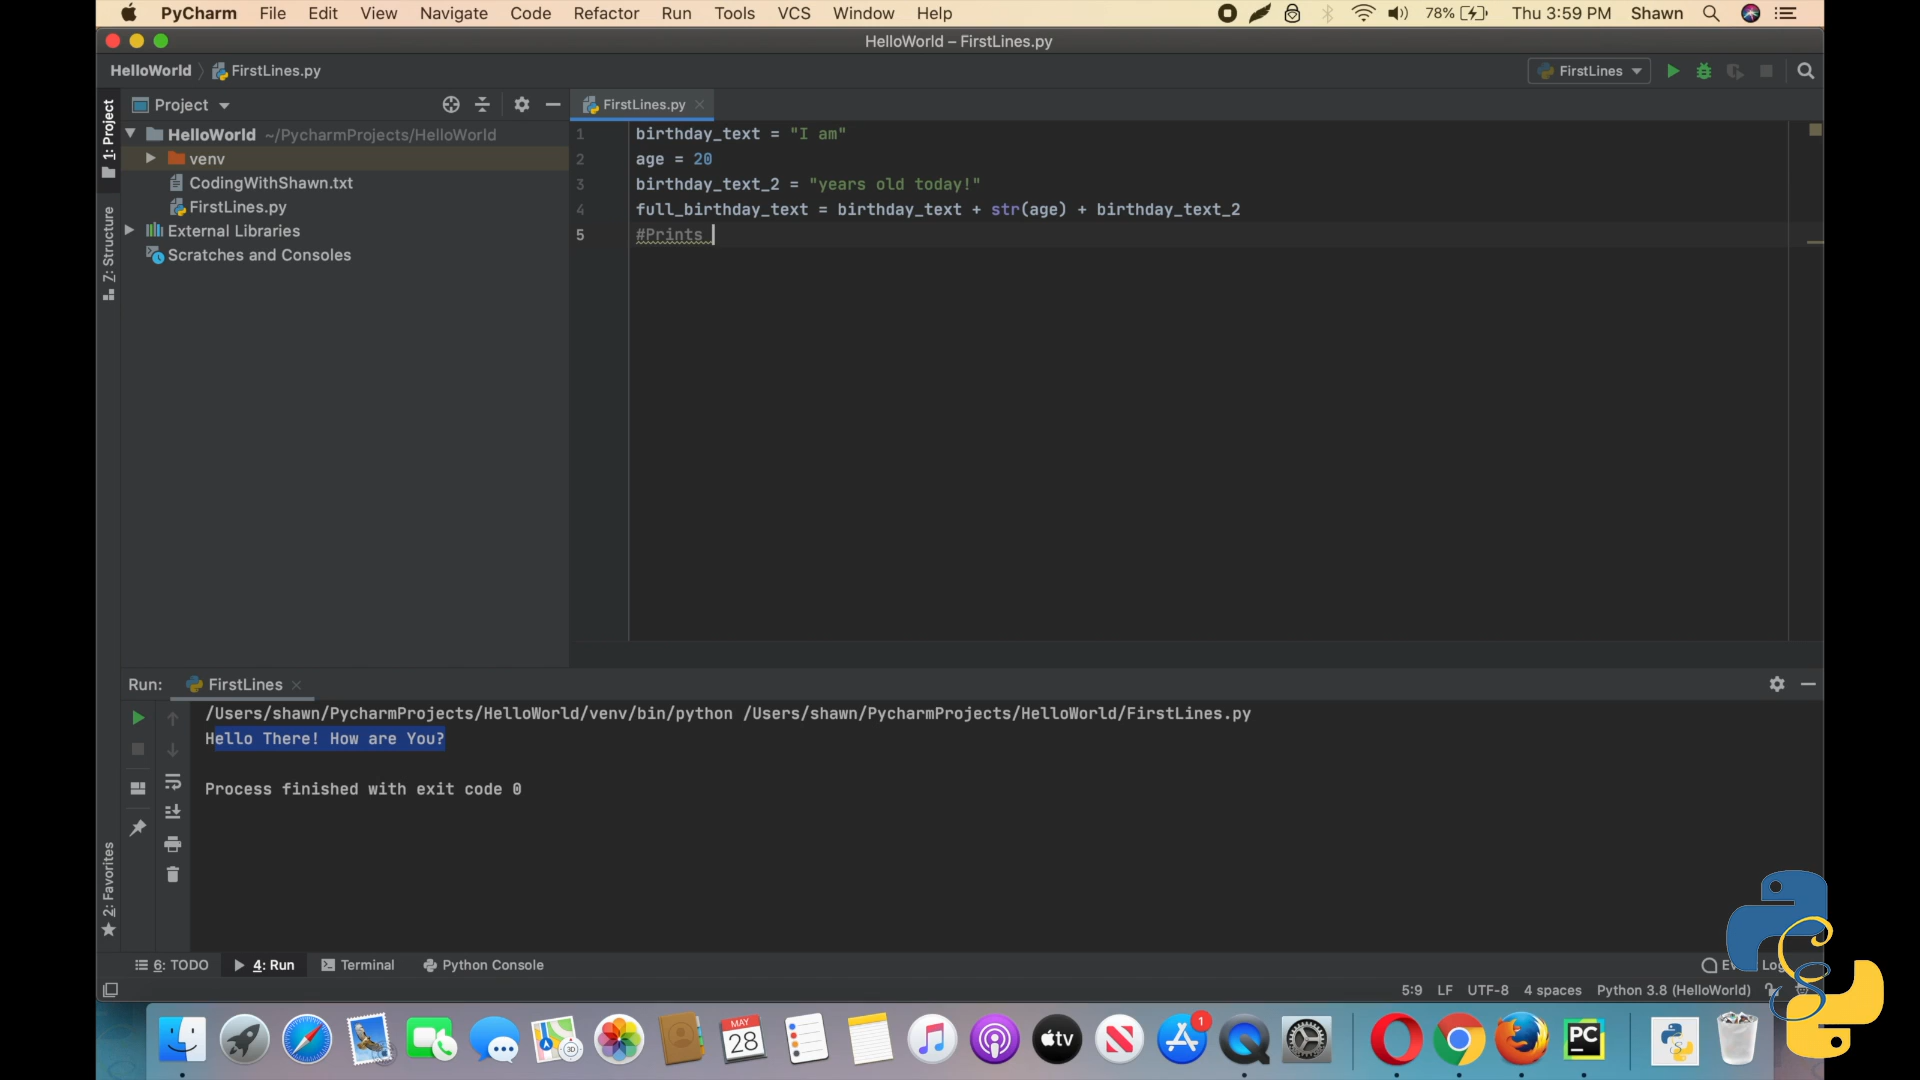 PyCharm File Edit View Navigate Code Refactor Run Tools VCS Window Help 78% Thu 3:59 PM Shawn
HelloWorld – FirstLines.py
HelloWorld FirstLines.py FirstLines
1: Project
Project
FirstLines.py
HelloWorld ~/PycharmProjects/HelloWorld
venv
CodingWithShawn.txt
FirstLines.py
External Libraries
Scratches and Consoles
Z: Structure
1 birthday_text = "I am"
2 age = 20
3 birthday_text_2 = "years old today!"
4 full_birthday_text = birthday_text + str(age) + birthday_text_2
5 #Prints
Run: FirstLines
/Users/shawn/PycharmProjects/HelloWorld/venv/bin/python /Users/shawn/PycharmProjects/HelloWorld/FirstLines.py
Hello There! How are You?
Process finished with exit code 0
2: Favorites
6: TODO 4: Run Terminal Python Console
5:9 LF UTF-8 4 spaces Python 3.8 (HelloWorld)
MAY
28
3D
tv
1
PC